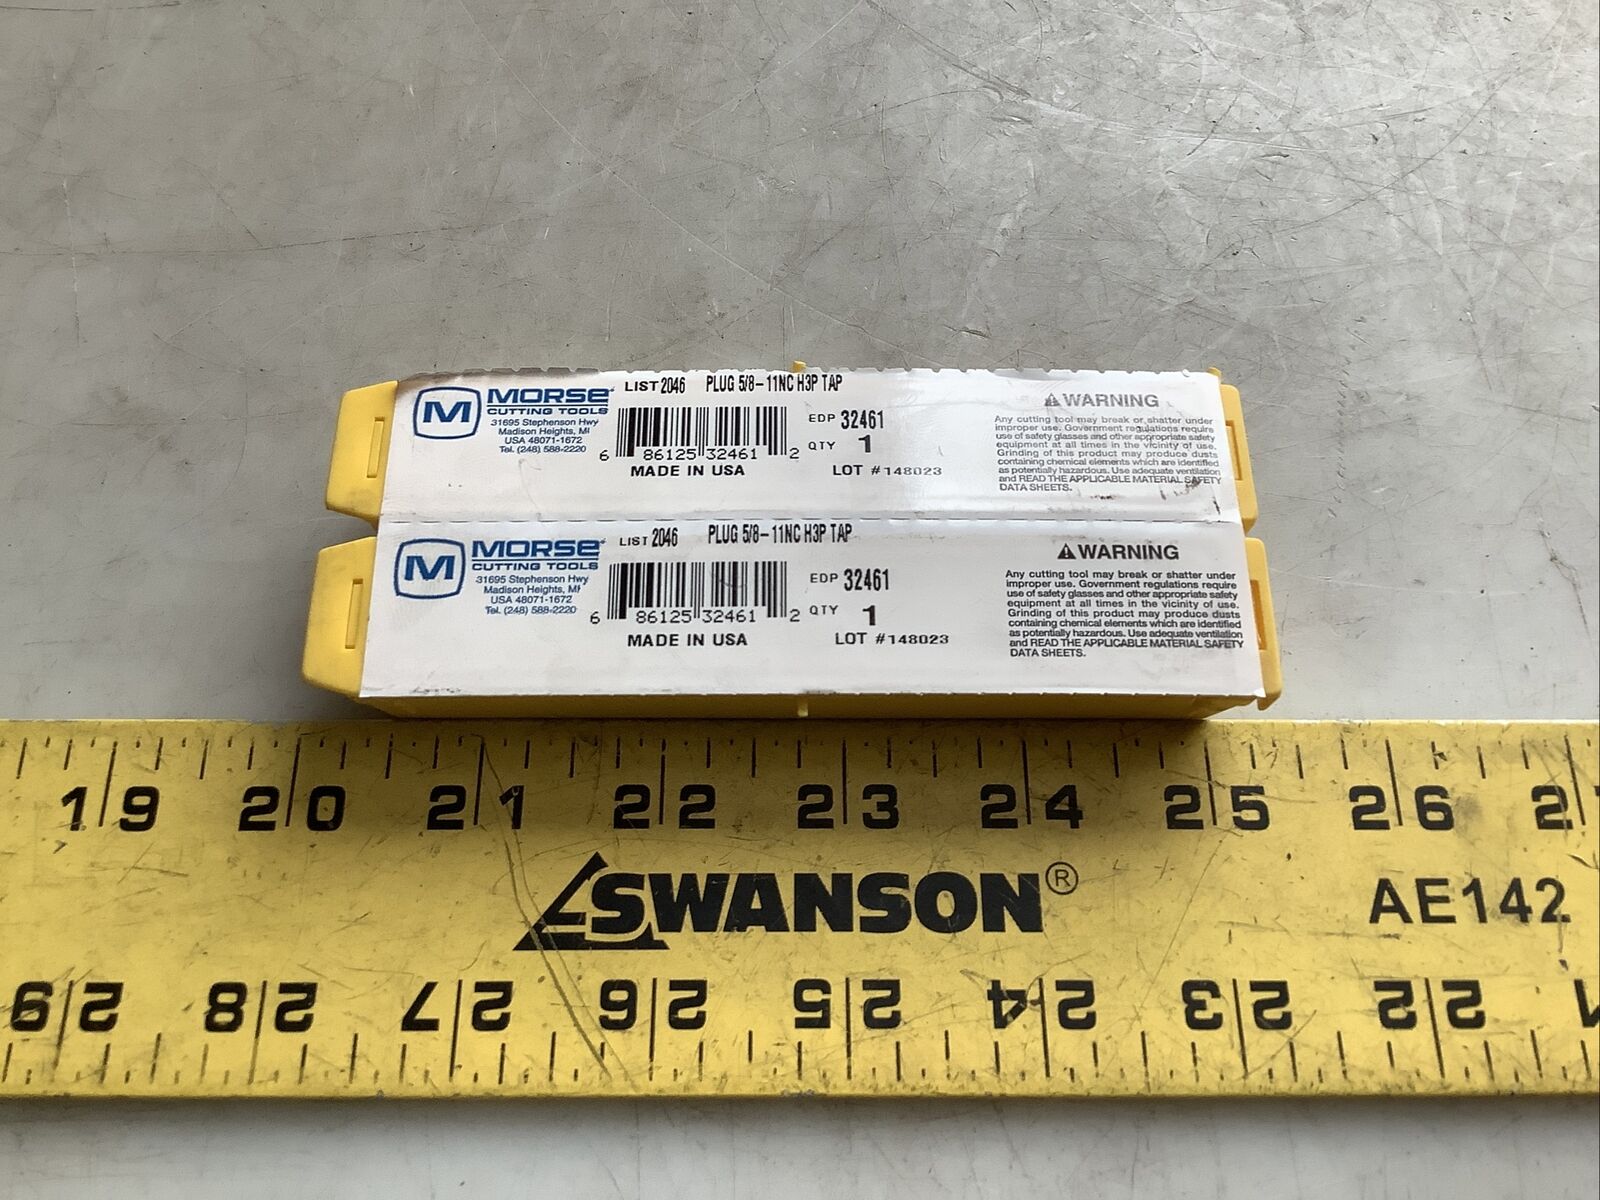 M MORSE
CUTTING TOOLS
31695 Stephenson Hwy
Madison Heights, MI
USA 48071-1672
Tel. (248) 588-2220
LIST 2046 PLUG 5/8-11NC H3P TAP
6 86125 32461 2
MADE IN USA
EDP 32461
QTY 1
LOT #148023
⚠WARNING
Any cutting tool may break or shatter under
improper use. Government regulations require
use of safety glasses and other appropriate safety
equipment at all times in the vicinity of use.
Grinding of this product may produce dusts
containing chemical elements which are identified
as potentially hazardous. Use adequate ventilation
and READ THE APPLICABLE MATERIAL SAFETY
DATA SHEETS.
M MORSE
CUTTING TOOLS
31695 Stephenson Hwy
Madison Heights, MI
USA 48071-1672
Tel. (248) 588-2220
LIST 2046 PLUG 5/8-11NC H3P TAP
6 86125 32461 2
MADE IN USA
EDP 32461
QTY 1
LOT #148023
⚠WARNING
Any cutting tool may break or shatter under
improper use. Government regulations require
use of safety glasses and other appropriate safety
equipment at all times in the vicinity of use.
Grinding of this product may produce dusts
containing chemical elements which are identified
as potentially hazardous. Use adequate ventilation
and READ THE APPLICABLE MATERIAL SAFETY
DATA SHEETS.
19 20 21 22 23 24 25 26 2
SWANSON® AE142
29 28 27 26 25 24 23 22